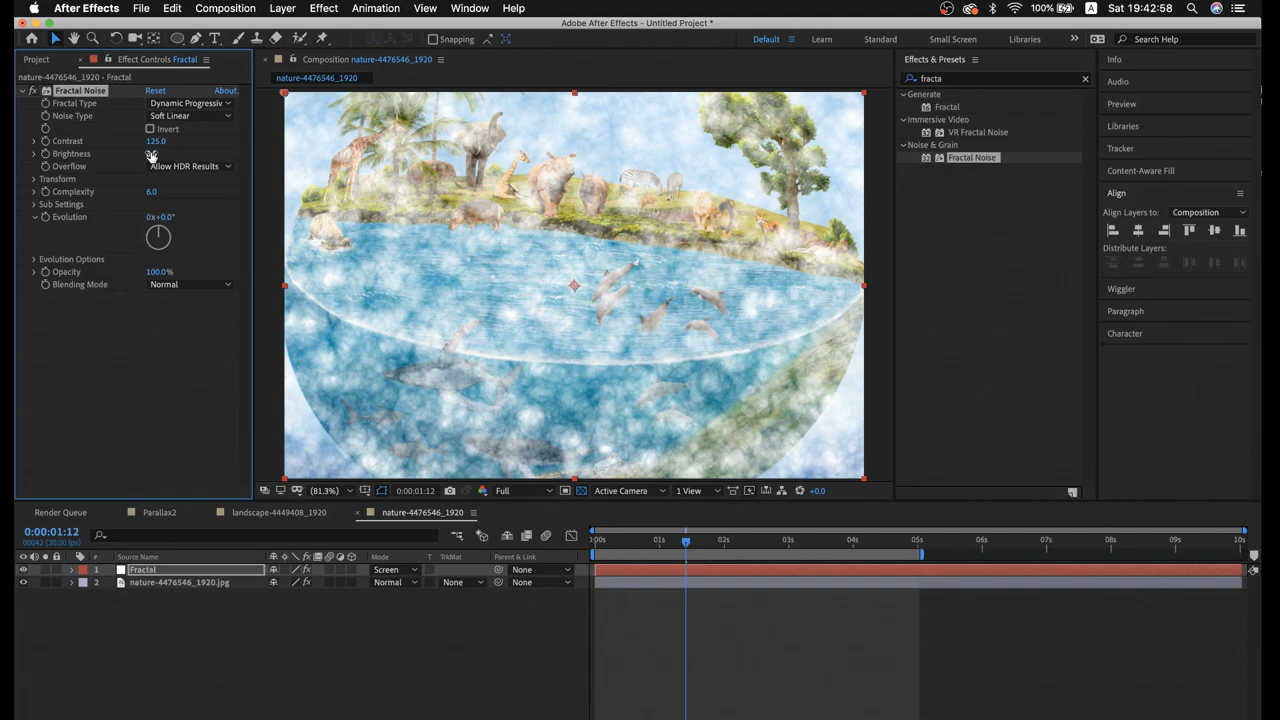 After Effects File Edit Composition Layer Effect Animation Window Help 100% A Sat 19:42:58
Adobe After Effects - Untitled Project *
Snapping Default Learn Standard Small Screen Libraries Search Help
Project Effect Controls Fractal Composition nature-4476546_1920 Effects & Presets Info
nature-4476546_1920 • Fractal nature-4476546_1920 fracta Audio
fx Fractal Noise Reset About.
Fractal Type Dynamic Progressiv Generate Preview
Noise Type Soft Linear Fractal
Invert Immersive Video Libraries
Contrast 125.0 VR Fractal Noise
Brightness Noise & Grain Tracker
Overflow Allow HDR Results Fractal Noise
Transform Content-Aware Fill
Complexity 6.0 Align
Sub Settings Align Layers to: Composition
Evolution 0x+0.0°
Distribute Layers:
Evolution Options
Opacity 100.0%
Blending Mode Normal Wiggler
Paragraph
Character
(81.3%) 0:00:01:12 Full Active Camera 1 View +0.0
Render Queue Parallax2 landscape-4449408_1920 nature-4476546_1920
0:00:01:12
00042 (30.00 fps) :00s 01s 02s 03s 04s 05s 06s 07s 08s 09s 10s
# Source Name fx Mode T TrkMat Parent & Link
1 Fractal fx Screen None
2 nature-4476546_1920.jpg fx Normal None None